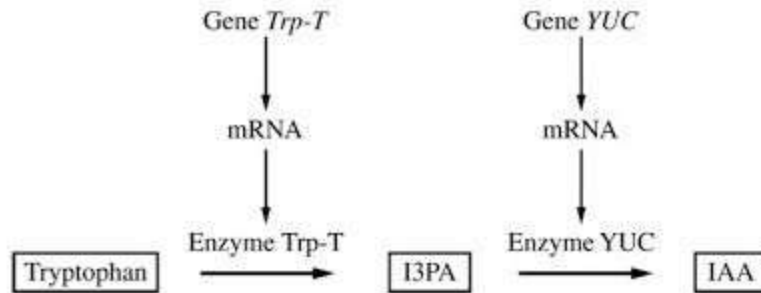 Gene Trp-T
Gene YUC
mRNA
mRNA
Enzyme Trp-T
Enzyme YUC
Tryptophan
I3PA
IAA